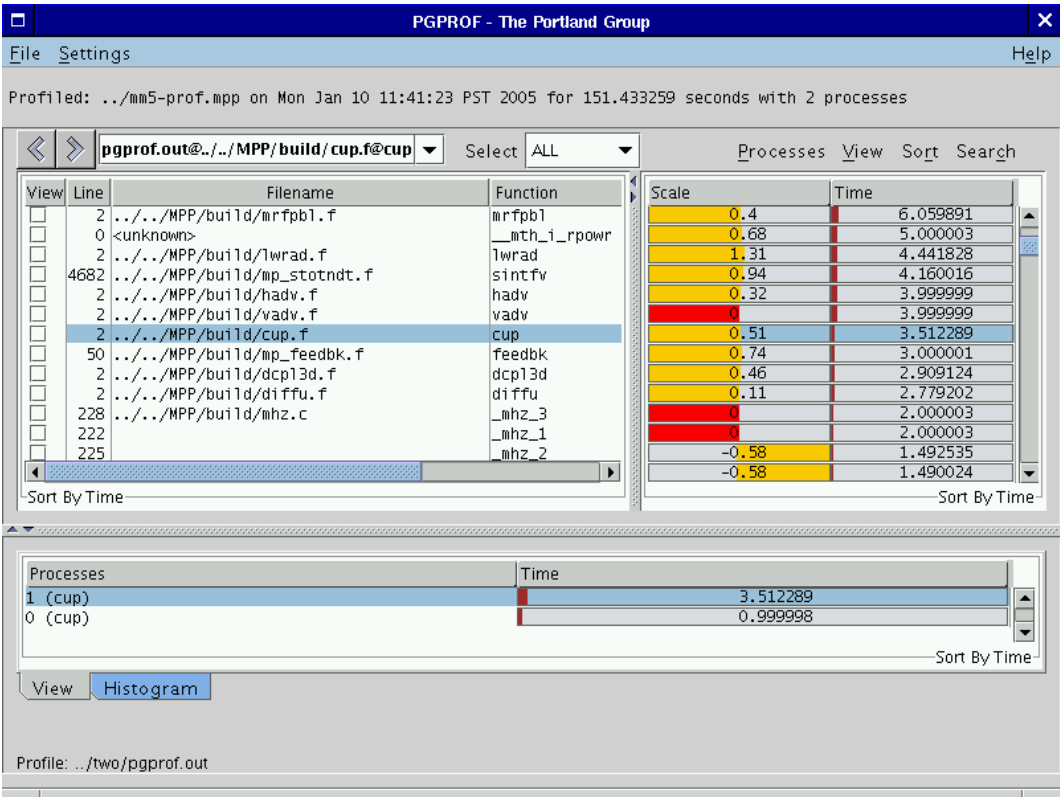 PGPROF - The Portland Group
File Settings Help
Profiled: ../mm5-prof.mpp on Mon Jan 10 11:41:23 PST 2005 for 151.433259 seconds with 2 processes
pgprof.out@../../MPP/build/cup.f@cup Select ALL Processes View Sort Search
View Line Filename Function Scale Time
2 ../../MPP/build/mrfpbl.f mrfpbl 0.4 6.059891
0 <unknown> __mth_i_rpowr 0.68 5.000003
2 ../../MPP/build/lwrad.f lwrad 1.31 4.441828
4682 ../../MPP/build/mp_stotndt.f sintfv 0.94 4.160016
2 ../../MPP/build/hadv.f hadv 0.32 3.999999
2 ../../MPP/build/vadv.f vadv 0 3.999999
2 ../../MPP/build/cup.f cup 0.51 3.512289
50 ../../MPP/build/mp_feedbk.f feedbk 0.74 3.000001
2 ../../MPP/build/dcpl3d.f dcpl3d 0.46 2.909124
2 ../../MPP/build/diffu.f diffu 0.11 2.779202
228 ../../MPP/build/mhz.c _mhz_3 0 2.000003
222 _mhz_1 0 2.000003
225 _mhz_2 -0.58 1.492535
-0.58 1.490024
Sort By Time Sort By Time
Processes Time
1 (cup) 3.512289
0 (cup) 0.999998
Sort By Time
View Histogram
Profile: ../two/pgprof.out